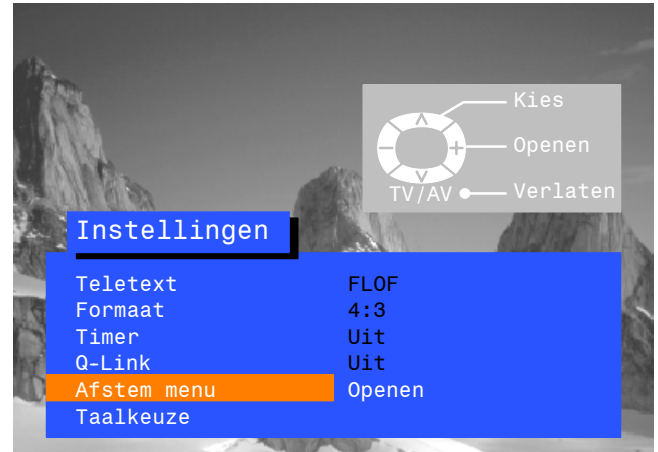 Kies
Openen
TV/AV Verlaten
Instellingen
Teletext FLOF
Formaat 4:3
Timer Uit
Q-Link Uit
Afstem menu Openen
Taalkeuze